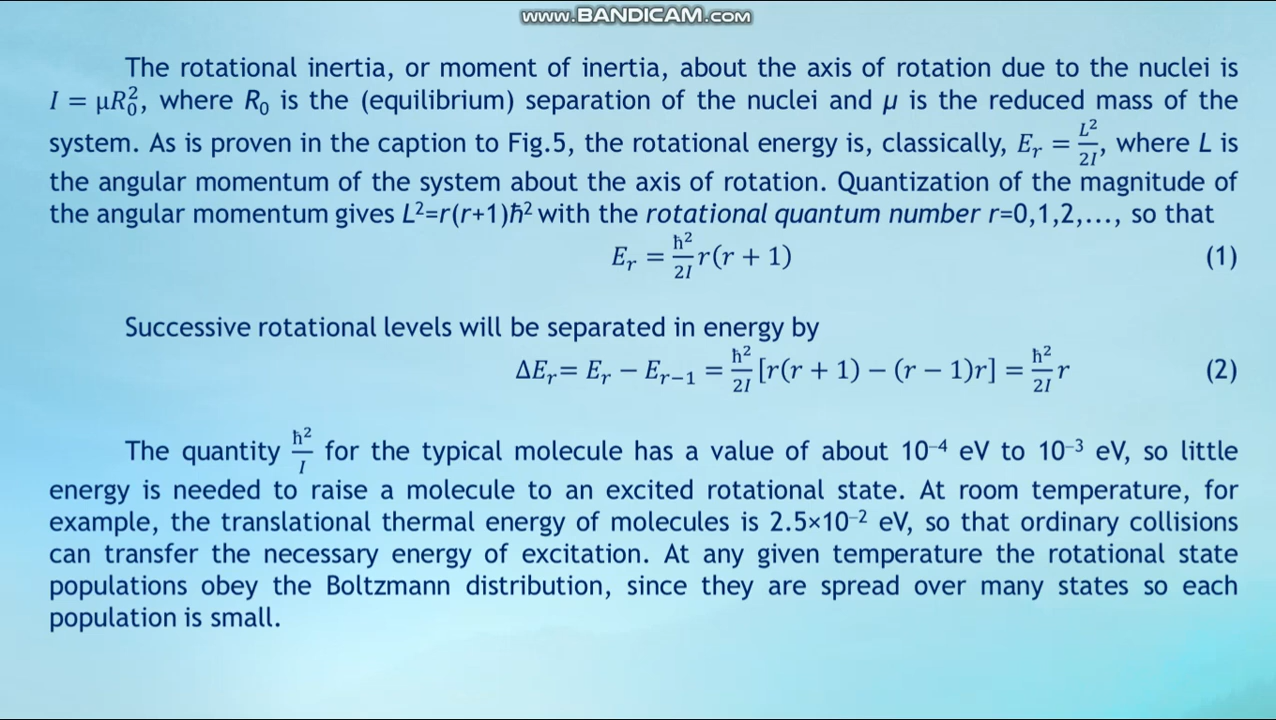 www.BANDICAM.com
The rotational inertia, or moment of inertia, about the axis of rotation due to the nuclei is
I = μR₀², where R₀ is the (equilibrium) separation of the nuclei and μ is the reduced mass of the
system. As is proven in the caption to Fig.5, the rotational energy is, classically, Eᵣ = L²/2I, where L is
the angular momentum of the system about the axis of rotation. Quantization of the magnitude of
the angular momentum gives L²=r(r+1)ħ² with the rotational quantum number r=0,1,2,…, so that
Eᵣ = ħ²/2I r(r + 1) (1)
Successive rotational levels will be separated in energy by
ΔEᵣ= Eᵣ − Eᵣ₋₁ = ħ²/2I [r(r + 1) − (r − 1)r] = ħ²/2I r (2)
The quantity ħ²/I for the typical molecule has a value of about 10⁻⁴ eV to 10⁻³ eV, so little
energy is needed to raise a molecule to an excited rotational state. At room temperature, for
example, the translational thermal energy of molecules is 2.5×10⁻² eV, so that ordinary collisions
can transfer the necessary energy of excitation. At any given temperature the rotational state
populations obey the Boltzmann distribution, since they are spread over many states so each
population is small.